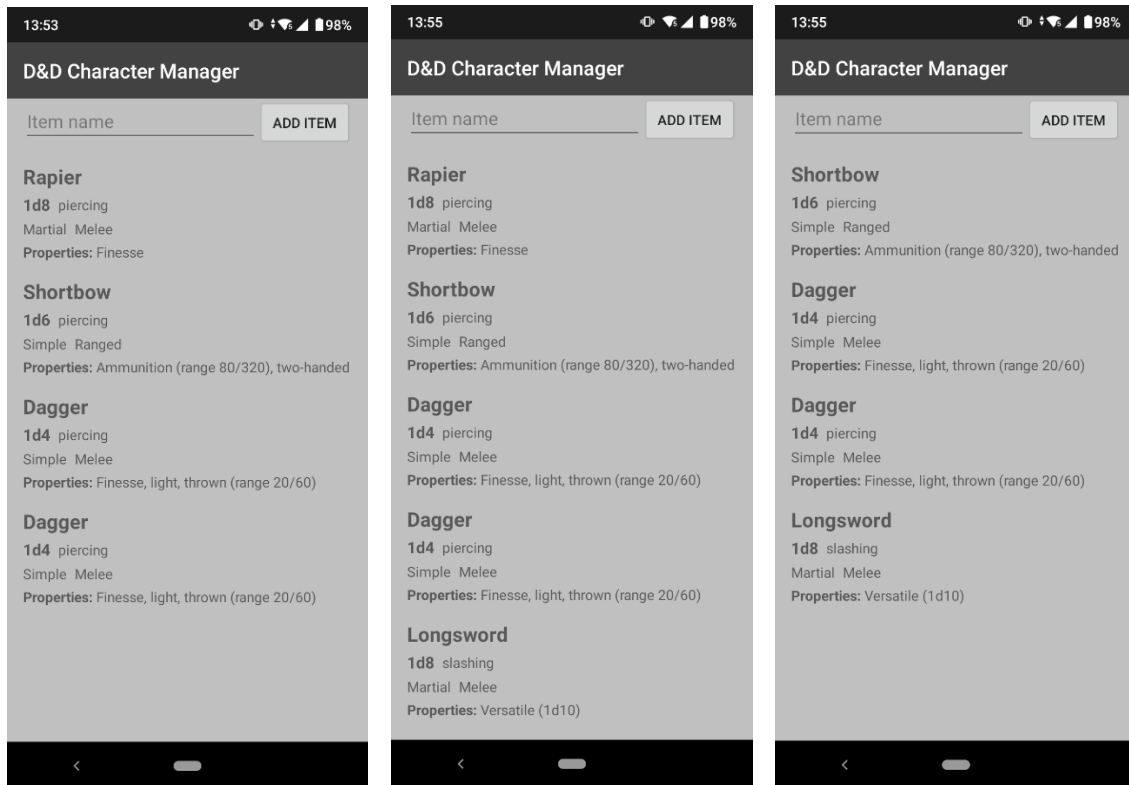 13:53 98%
D&D Character Manager
Item name ADD ITEM
Rapier
1d8 piercing
Martial Melee
Properties: Finesse
Shortbow
1d6 piercing
Simple Ranged
Properties: Ammunition (range 80/320), two-handed
Dagger
1d4 piercing
Simple Melee
Properties: Finesse, light, thrown (range 20/60)
Dagger
1d4 piercing
Simple Melee
Properties: Finesse, light, thrown (range 20/60)
13:55 98%
D&D Character Manager
Item name ADD ITEM
Rapier
1d8 piercing
Martial Melee
Properties: Finesse
Shortbow
1d6 piercing
Simple Ranged
Properties: Ammunition (range 80/320), two-handed
Dagger
1d4 piercing
Simple Melee
Properties: Finesse, light, thrown (range 20/60)
Dagger
1d4 piercing
Simple Melee
Properties: Finesse, light, thrown (range 20/60)
Longsword
1d8 slashing
Martial Melee
Properties: Versatile (1d10)
13:55 98%
D&D Character Manager
Item name ADD ITEM
Shortbow
1d6 piercing
Simple Ranged
Properties: Ammunition (range 80/320), two-handed
Dagger
1d4 piercing
Simple Melee
Properties: Finesse, light, thrown (range 20/60)
Dagger
1d4 piercing
Simple Melee
Properties: Finesse, light, thrown (range 20/60)
Longsword
1d8 slashing
Martial Melee
Properties: Versatile (1d10)